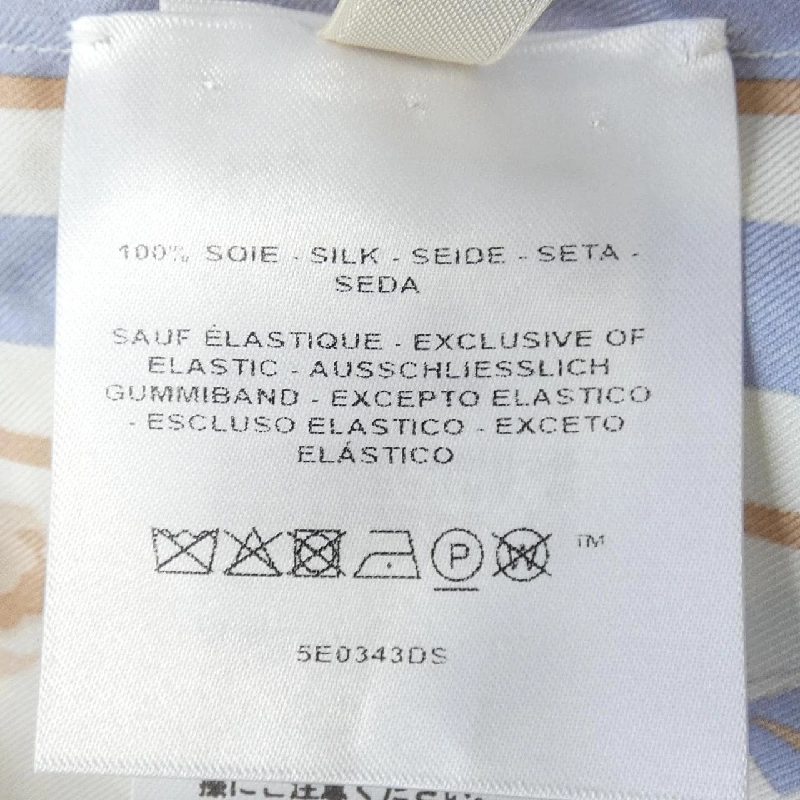 100% SOIE - SILK - SEIDE - SETA -
SEDA
SAUF ÉLASTIQUE - EXCLUSIVE OF
ELASTIC - AUSSCHLIESSLICH
GUMMIBAND - EXCEPTO ELASTICO
- ESCLUSO ELASTICO - EXCETO
ELÁSTICO
P W ™
5E0343DS